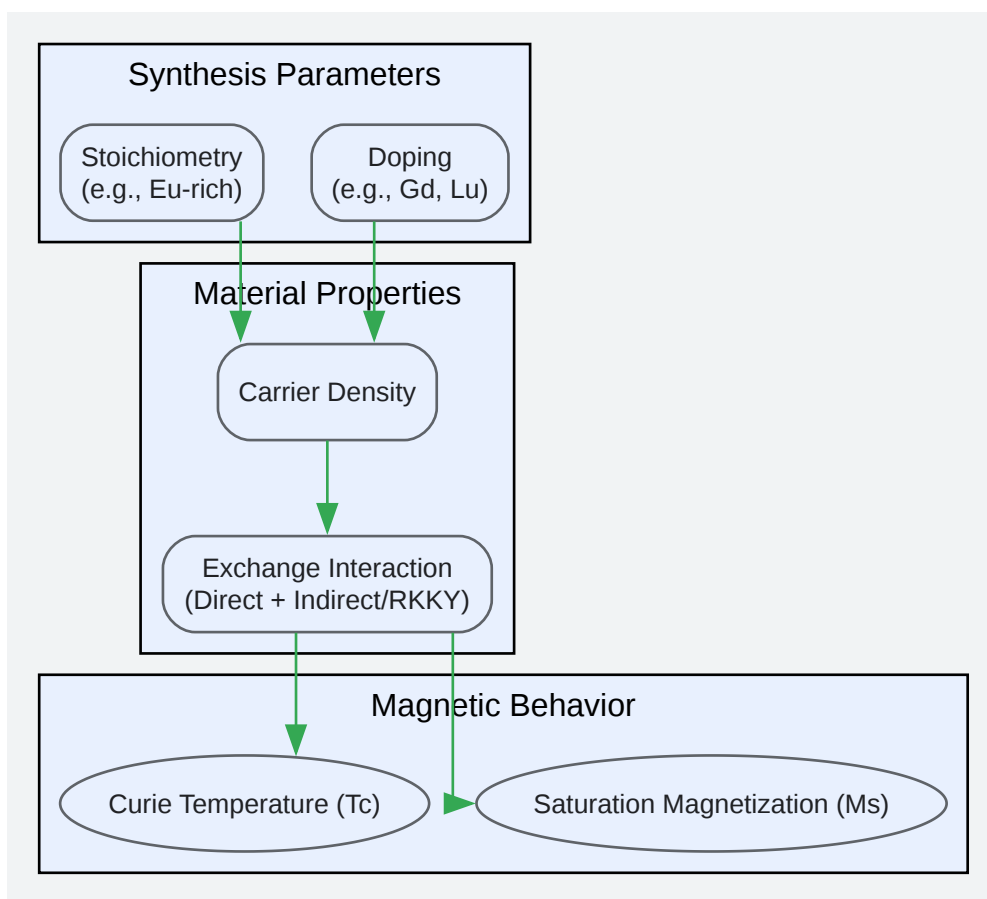 Synthesis Parameters
Stoichiometry
(e.g., Eu-rich)
Doping
(e.g., Gd, Lu)
Material Properties
Carrier Density
Exchange Interaction
(Direct + Indirect/RKKY)
Magnetic Behavior
Curie Temperature (Tc)
Saturation Magnetization (Ms)